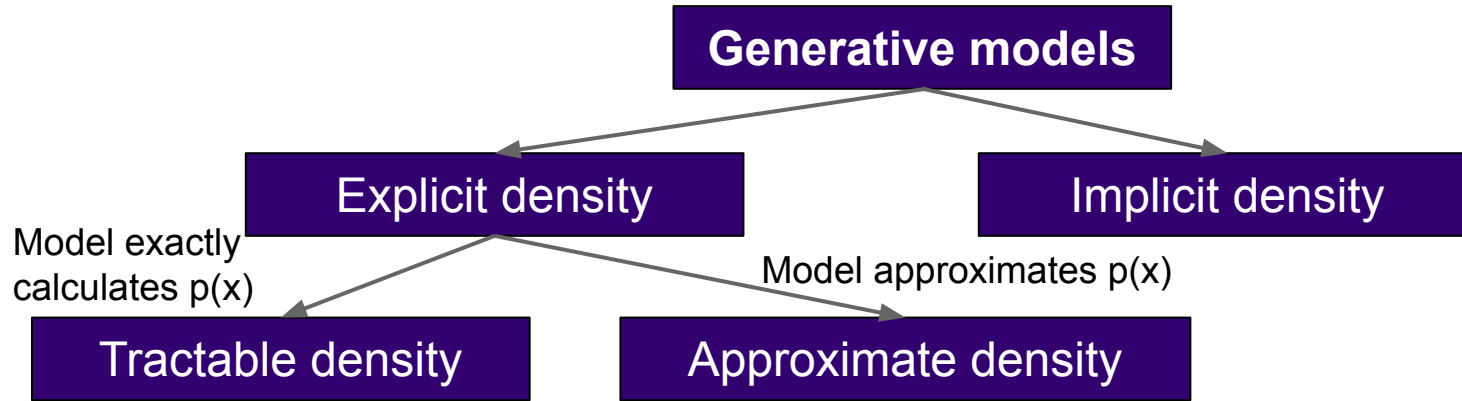 Generative models
Explicit density
Implicit density
Model exactly
calculates p(x)
Model approximates p(x)
Tractable density
Approximate density